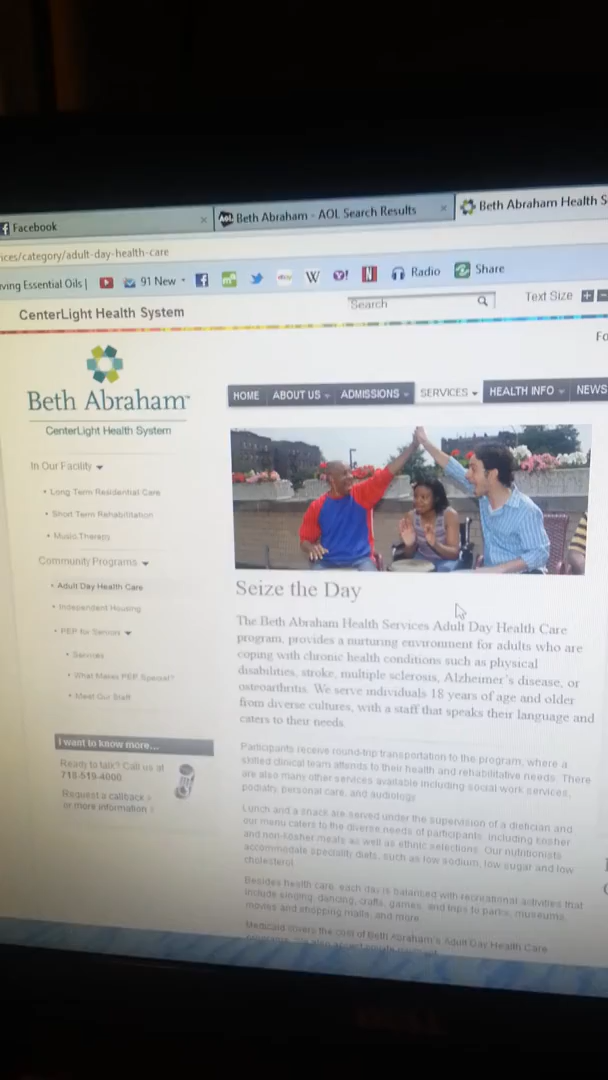 Facebook
AOL Beth Abraham - AOL Search Results
Beth Abraham Health S
ices/category/adult-day-health-care
ving Essential Oils |
91 New
ebay
W
Y!
N
Radio
Share
CenterLight Health System
Search
Text Size + -
Fo
Beth Abraham
CenterLight Health System
HOME
ABOUT US
ADMISSIONS
SERVICES
HEALTH INFO
NEWS
In Our Facility
Long Term Residential Care
Short Term Rehabilitation
Music Therapy
Community Programs
Adult Day Health Care
Independent Housing
PEP for Seniors
Services
What Makes PEP Special?
Meet Our Staff
I want to know more...
Ready to talk? Call us at
718-519-4000
Request a callback >
or more information >
Seize the Day
The Beth Abraham Health Services Adult Day Health Care
program, provides a nurturing environment for adults who are
coping with chronic health conditions such as physical
disabilities, stroke, multiple sclerosis, Alzheimer's disease, or
osteoarthritis. We serve individuals 18 years of age and older
from diverse cultures, with a staff that speaks their language and
caters to their needs.
Participants receive round-trip transportation to the program, where a
skilled clinical team attends to their health and rehabilitative needs. There
are also many other services available including social work services,
podiatry, personal care, and audiology.
Lunch and a snack are served under the supervision of a dietician and
our menu caters to the diverse needs of participants, including kosher
and non-kosher meals as well as ethnic selections. Our nutritionists
accommodate specialty diets, such as low sodium, low sugar and low
cholesterol.
Besides health care, each day is balanced with recreational activities that
include singing, dancing, crafts, games, and trips to parks, museums,
movies and shopping malls, and more.
Medicaid covers the cost of Beth Abraham's Adult Day Health Care